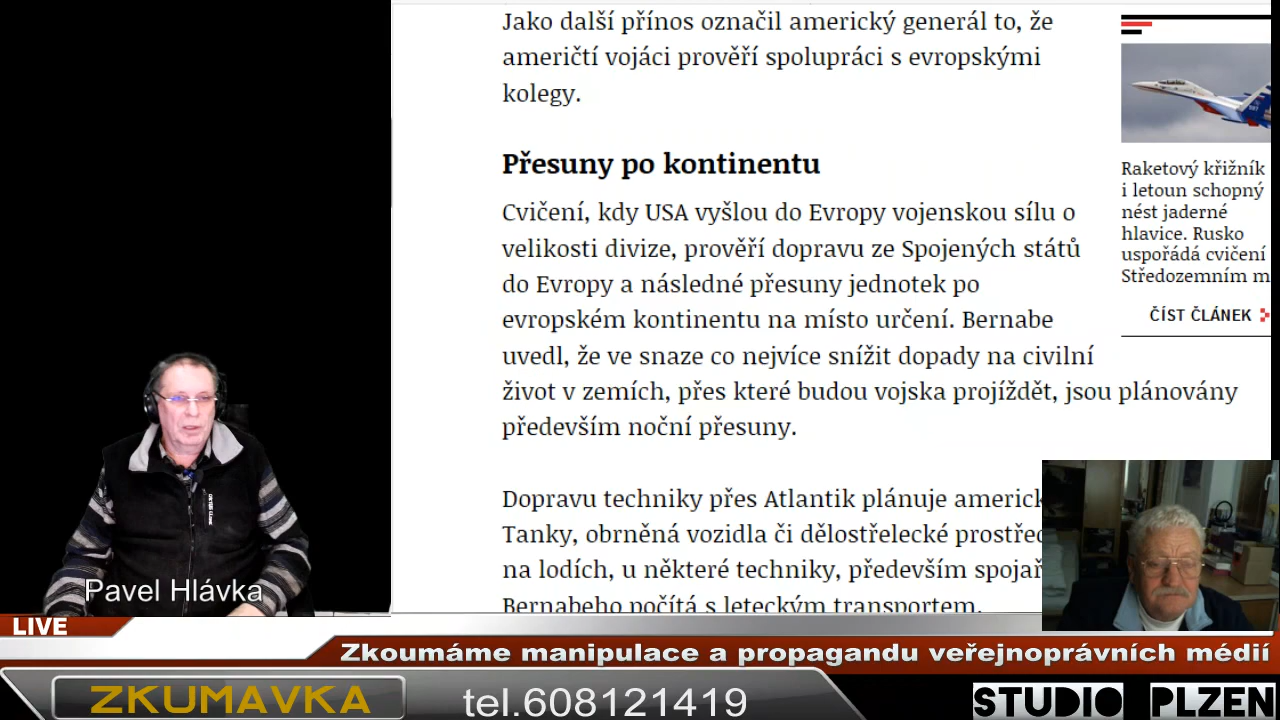 Jako další přínos označil americký generál to, že
američtí vojáci prověří spolupráci s evropskými
kolegy.
Přesuny po kontinentu
Cvičení, kdy USA vyšlou do Evropy vojenskou sílu o
velikosti divize, prověří dopravu ze Spojených států
do Evropy a následné přesuny jednotek po
evropském kontinentu na místo určení. Bernabe
uvedl, že ve snaze co nejvíce snížit dopady na civilní
život v zemích, přes které budou vojska projíždět, jsou plánovány
především noční přesuny.
Dopravu techniky přes Atlantik plánuje americk
Tanky, obrněná vozidla či dělostřelecké prostřed
na lodích, u některé techniky, především spojař
Bernabeho počítá s leteckým transportem.
Raketový křižník
i letoun schopný
nést jaderné
hlavice. Rusko
uspořádá cvičení
Středozemním m
ČÍST ČLÁNEK
Pavel Hlávka
LIVE
Zkoumáme manipulace a propagandu veřejnoprávních médií
ZKUMAVKA
tel.608121419
STUDIO PLZEN